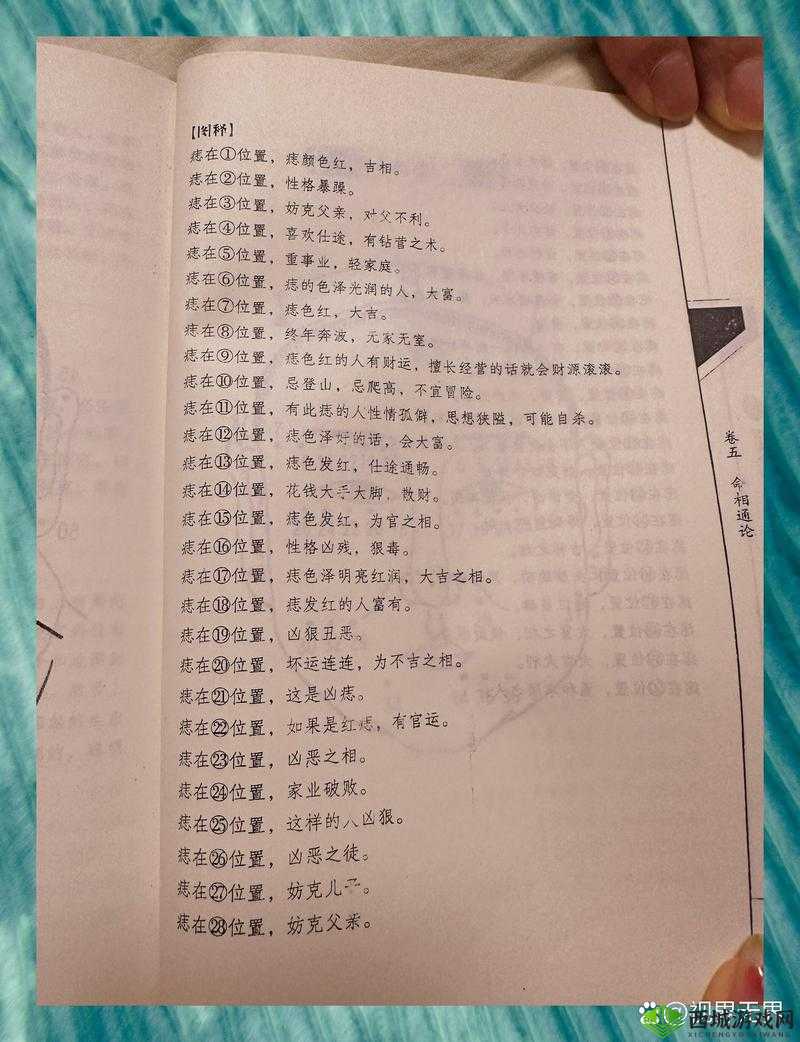 【图释】
痣在①位置，痣颜色红，吉相。
痣在②位置，性格暴躁。
痣在③位置，妨克父亲，对父不利。
痣在④位置，喜欢仕途，有钻营之术。
痣在⑤位置，重事业，轻家庭。
痣在⑥位置，痣的色泽光润的人，大富。
痣在⑦位置，痣色红，大吉。
痣在⑧位置，终年奔波，无家无室。
痣在⑨位置，痣色红的人有财运，擅长经营的话就会财源滚滚。
痣在⑩位置，忌登山，忌爬高，不宜冒险。
痣在⑪位置，有此痣的人性情孤僻，思想狭隘，可能自杀。
痣在⑫位置，痣色泽好的话，会大富。
痣在⑬位置，痣色发红，仕途通畅。
痣在⑭位置，花钱大手大脚，散财。
痣在⑮位置，痣色发红，为官之相。
痣在⑯位置，性格凶残，狠毒。
痣在⑰位置，痣色泽明亮红润，大吉之相。
痣在⑱位置，痣发红的人富有。
痣在⑲位置，凶狠丑恶。
痣在⑳位置，坏运连连，为不吉之相。
痣在㉑位置，这是凶痣。
痣在㉒位置，如果是红痣，有官运。
痣在㉓位置，凶恶之相。
痣在㉔位置，家业破败。
痣在㉕位置，这样的人凶狠。
痣在㉖位置，凶恶之徒。
痣在㉗位置，妨克儿子。
痣在㉘位置，妨克父亲。
卷五 命相通论
@视界无界
西城游戏网
XICHENGYOUXIWANG